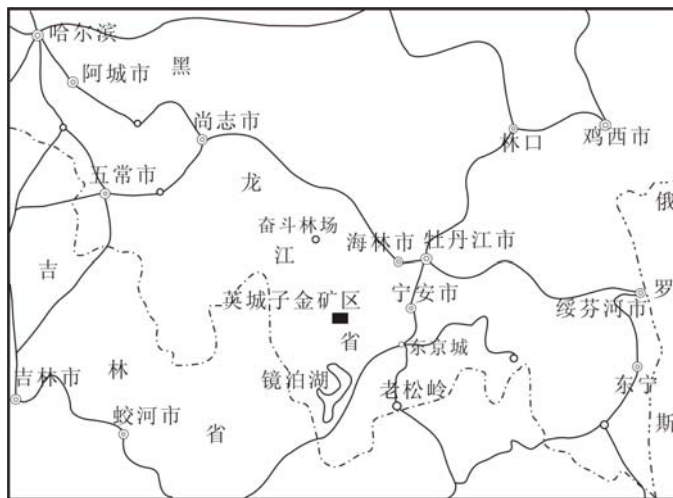 哈尔滨
阿城市
黑
尚志市
林口
鸡西市
五常市
龙
俄
奋斗林场
江
海林市
牡丹江市
吉
罗
英城子金矿区
宁安市
绥芬河市
省
东京城
林
镜泊湖
老松岭
东宁
吉林市
蛟河市
省
斯